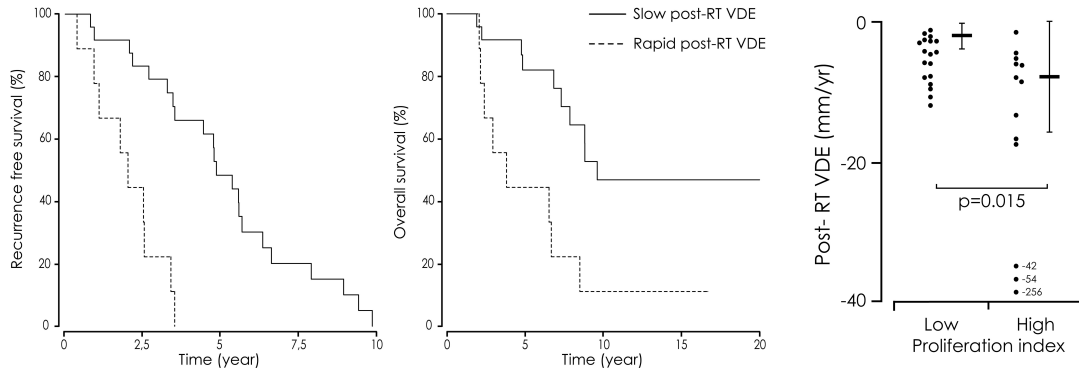 Recurrence free survival (%)
100
80
60
40
20
0
0 2,5 5 7,5 10
Time (year)
Overall survival (%)
100
80
60
40
20
0
0 5 10 15 20
Time (year)
Slow post-RT VDE
Rapid post-RT VDE
Post- RT VDE (mm/yr)
0
-20
-40
p=0.015
-42
-54
-256
Low High
Proliferation index